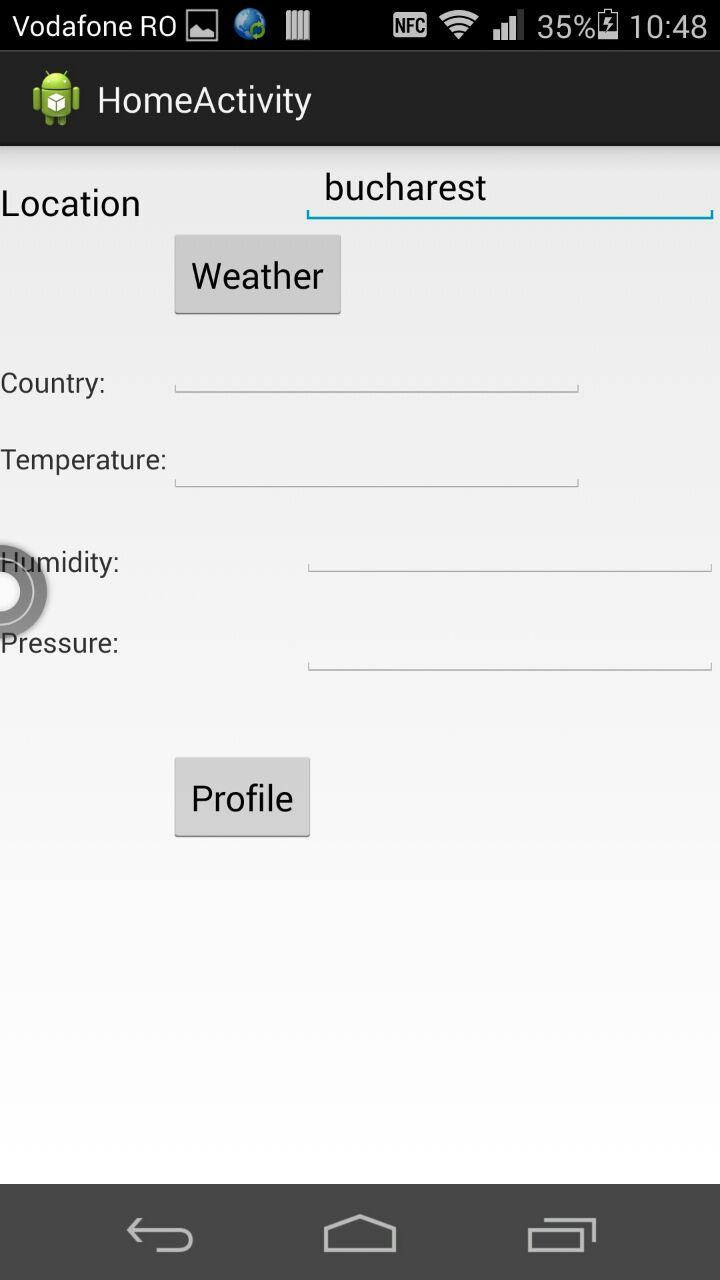 Vodafone RO NFC 35% 10:48
HomeActivity
Location bucharest
Weather
Country:
Temperature:
Humidity:
Pressure:
Profile